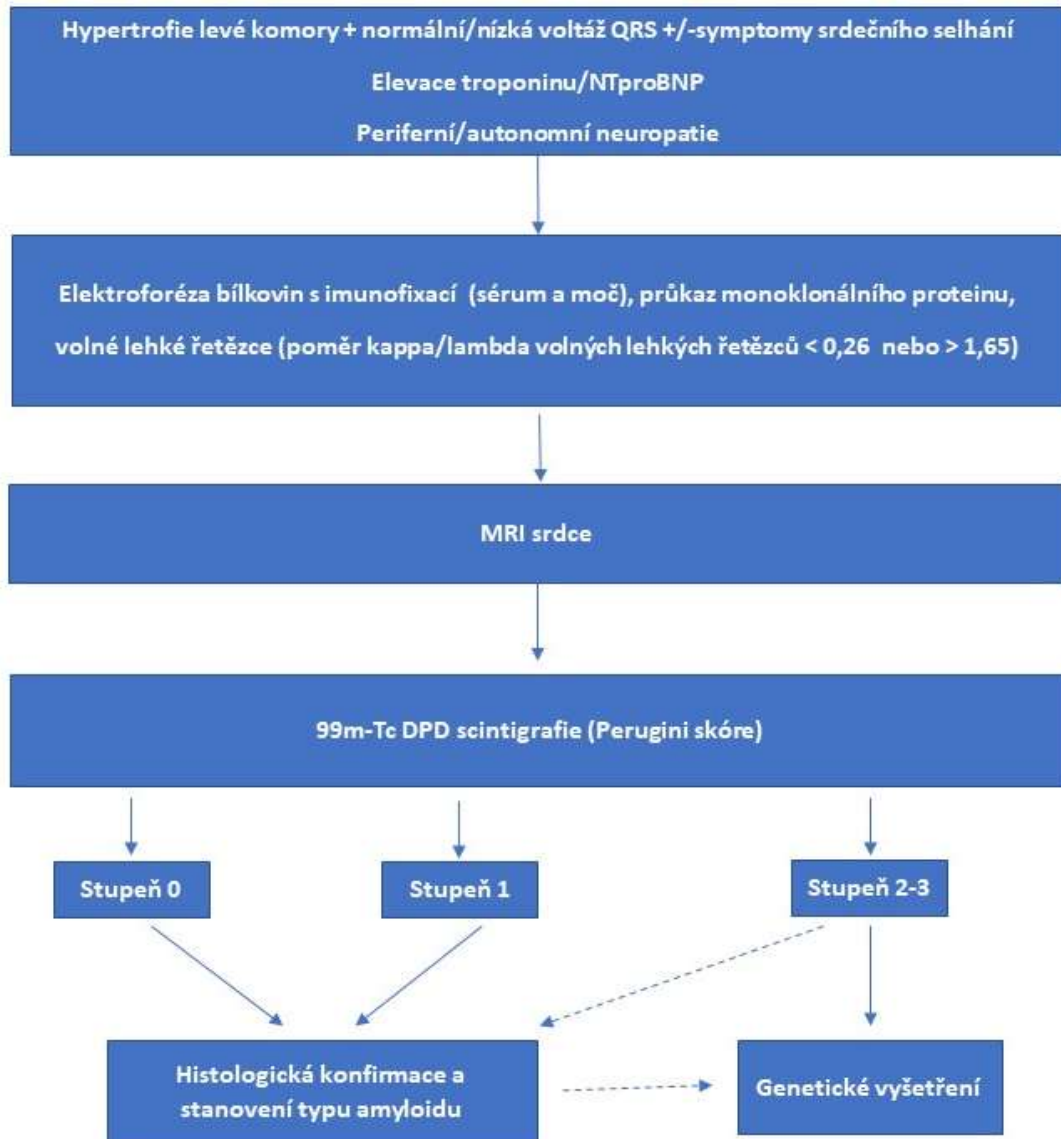 Hypertrofie levé komory + normální/nízká voltáž QRS +/-symptomy srdečního selhání
Elevace troponinu/NTproBNP
Periferní/autonomní neuropatie
Elektroforéza bílkovin s imunofixací (sérum a moč), průkaz monoklonálního proteinu,
volné lehké řetězce (poměr kappa/lambda volných lehkých řetězců < 0,26 nebo > 1,65)
MRI srdce
99m-Tc DPD scintigrafie (Perugini skóre)
Stupeň 0
Stupeň 1
Stupeň 2-3
Histologická konfirmace a
stanovení typu amyloidu
Genetické vyšetření